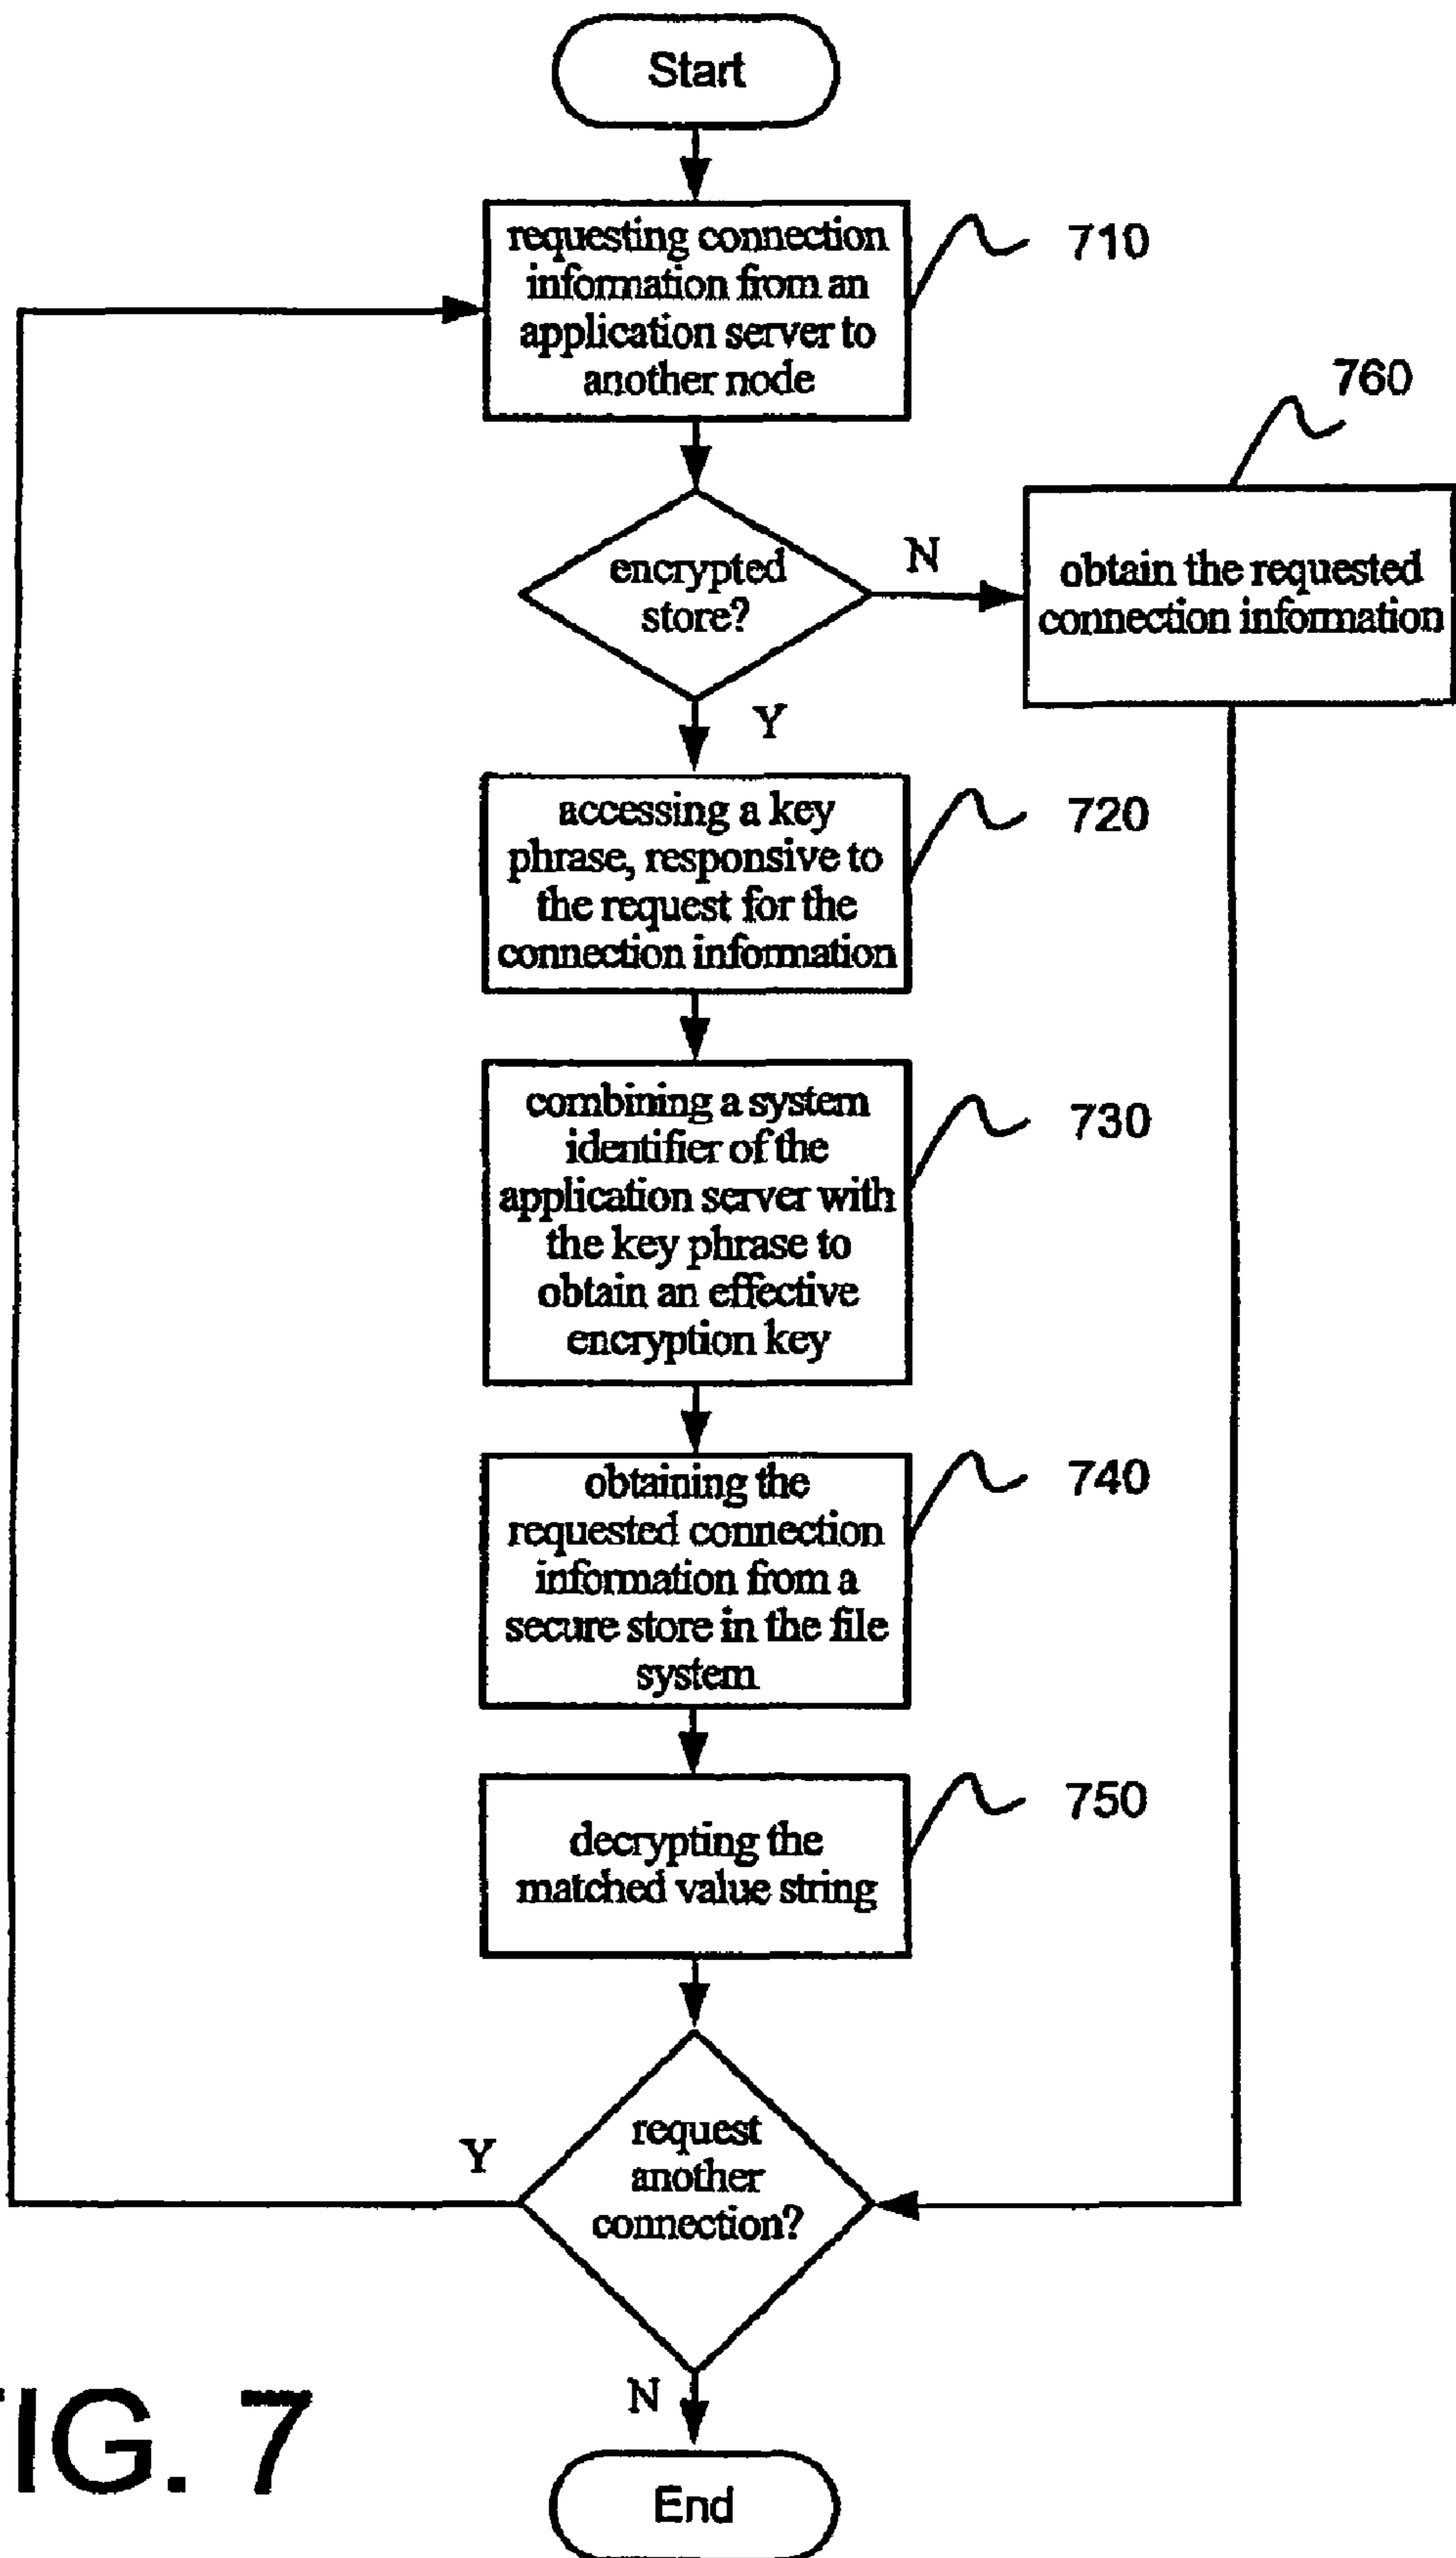 Start
requesting connection
information from an
application server to
another node
710
760
encrypted
store?
N
obtain the requested
connection information
Y
accessing a key
phrase, responsive to
the request for the
connection information
720
combining a system
identifier of the
application server with
the key phrase to
obtain an effective
encryption key
730
obtaining the
requested connection
information from a
secure store in the file
system
740
decrypting the
matched value string
750
request
another
connection?
Y
N
End
FIG. 7